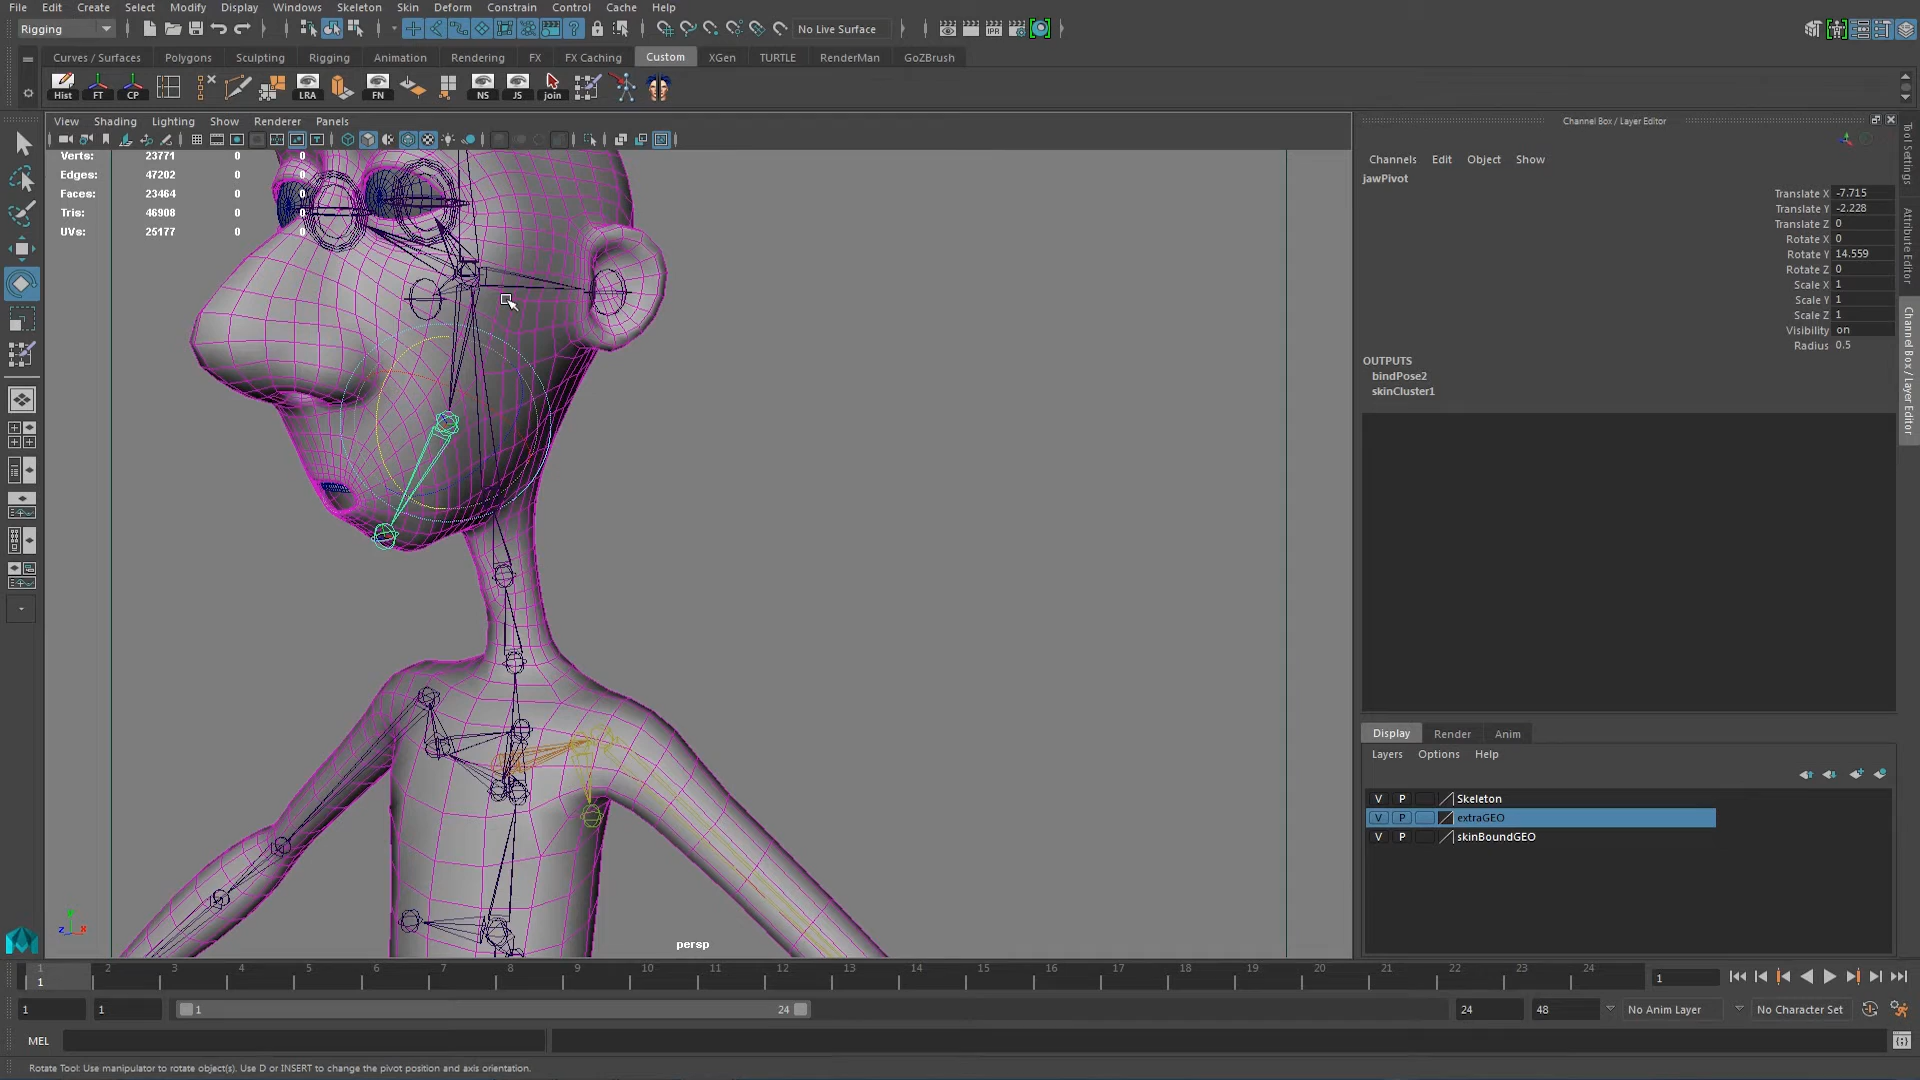 File Edit Create Select Modify Display Windows Skeleton Skin Deform Constrain Control Cache Help
Rigging No Live Surface
Curves / Surfaces Polygons Sculpting Rigging Animation Rendering FX FX Caching Custom XGen TURTLE RenderMan GoZBrush
Hist FT CP LRA FN NS JS join
View Shading Lighting Show Renderer Panels
Channel Box / Layer Editor
Verts: 23771 0 0
Edges: 47202 0 0
Faces: 23464 0 0
Tris: 46908 0 0
UVs: 25177 0 0
Channels Edit Object Show
jawPivot
Translate X -7.715
Translate Y -2.228
Translate Z 0
Rotate X 0
Rotate Y 14.559
Rotate Z 0
Scale X 1
Scale Y 1
Scale Z 1
Visibility on
Radius 0.5
OUTPUTS
bindPose2
skinCluster1
Tool Settings
Attribute Editor
Channel Box / Layer Editor
Display Render Anim
Layers Options Help
V P Skeleton
V P extraGEO
V P skinBoundGEO
z y x
persp
1 2 3 4 5 6 7 8 9 10 11 12 13 14 15 16 17 18 19 20 21 22 23 24
1 1
1 1 1 24 24 48 No Anim Layer No Character Set
MEL
Rotate Tool: Use manipulator to rotate object(s). Use D or INSERT to change the pivot position and axis orientation.